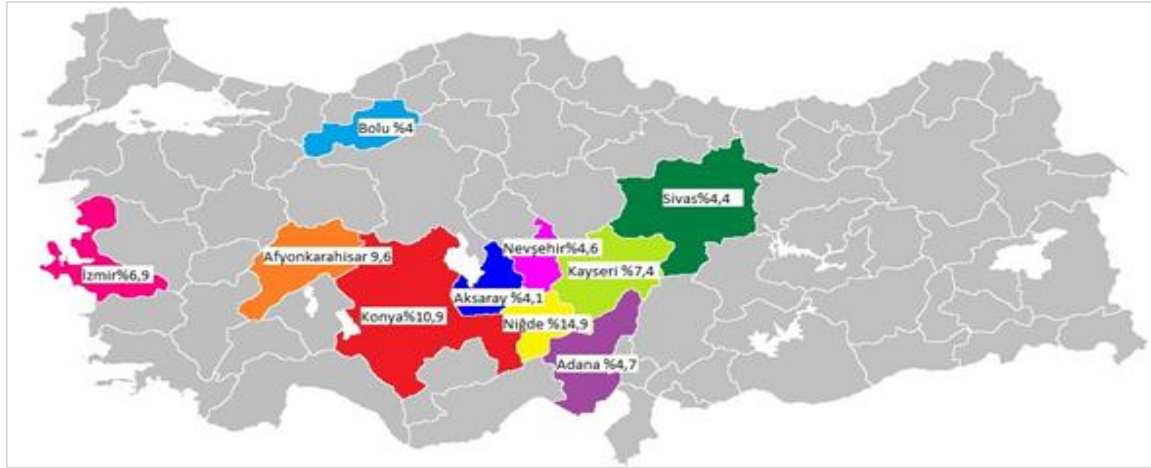 Bolu %4
Sivas%4,4
Nevşehir%4,6
Afyonkarahisar 9,6
Kayseri %7,4
İzmir%6,9
Aksaray %4,1
Konya%10,9
Niğde %14,9
Adana %4,7